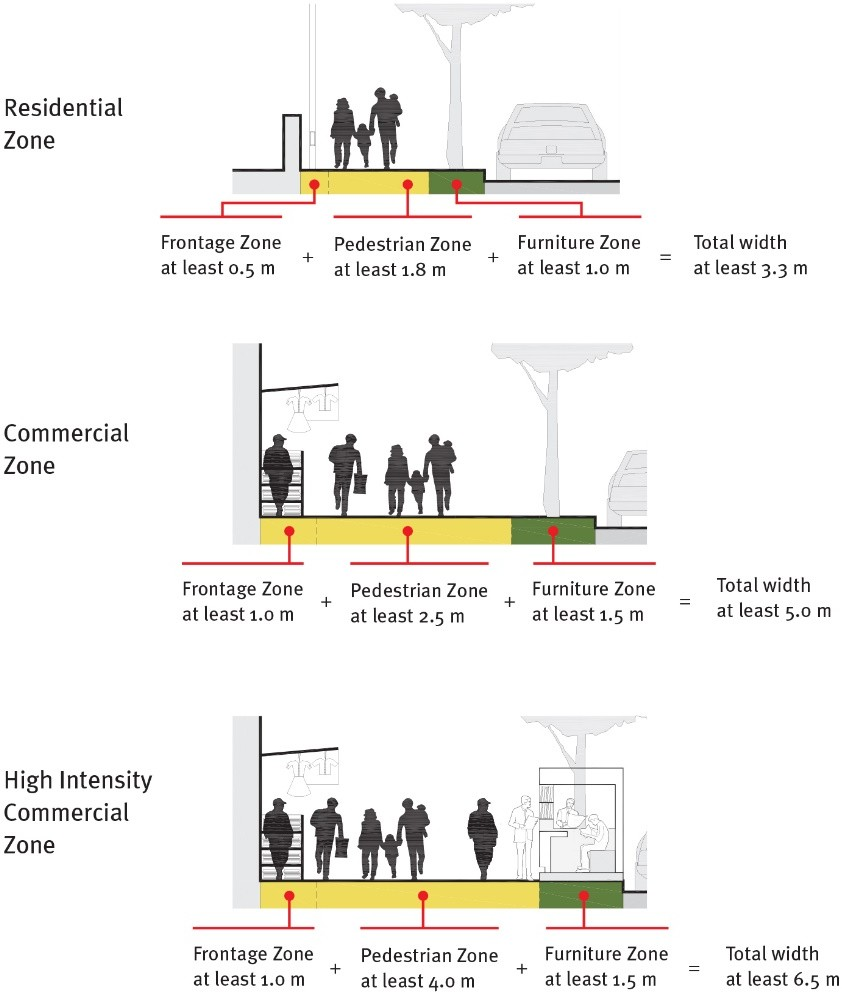 Residential
Zone
Frontage Zone
at least 0.5 m
+
Pedestrian Zone
at least 1.8 m
+
Furniture Zone
at least 1.0 m
=
Total width
at least 3.3 m
Commercial
Zone
Frontage Zone
at least 1.0 m
+
Pedestrian Zone
at least 2.5 m
+
Furniture Zone
at least 1.5 m
=
Total width
at least 5.0 m
High Intensity
Commercial
Zone
Frontage Zone
at least 1.0 m
+
Pedestrian Zone
at least 4.0 m
+
Furniture Zone
at least 1.5 m
=
Total width
at least 6.5 m